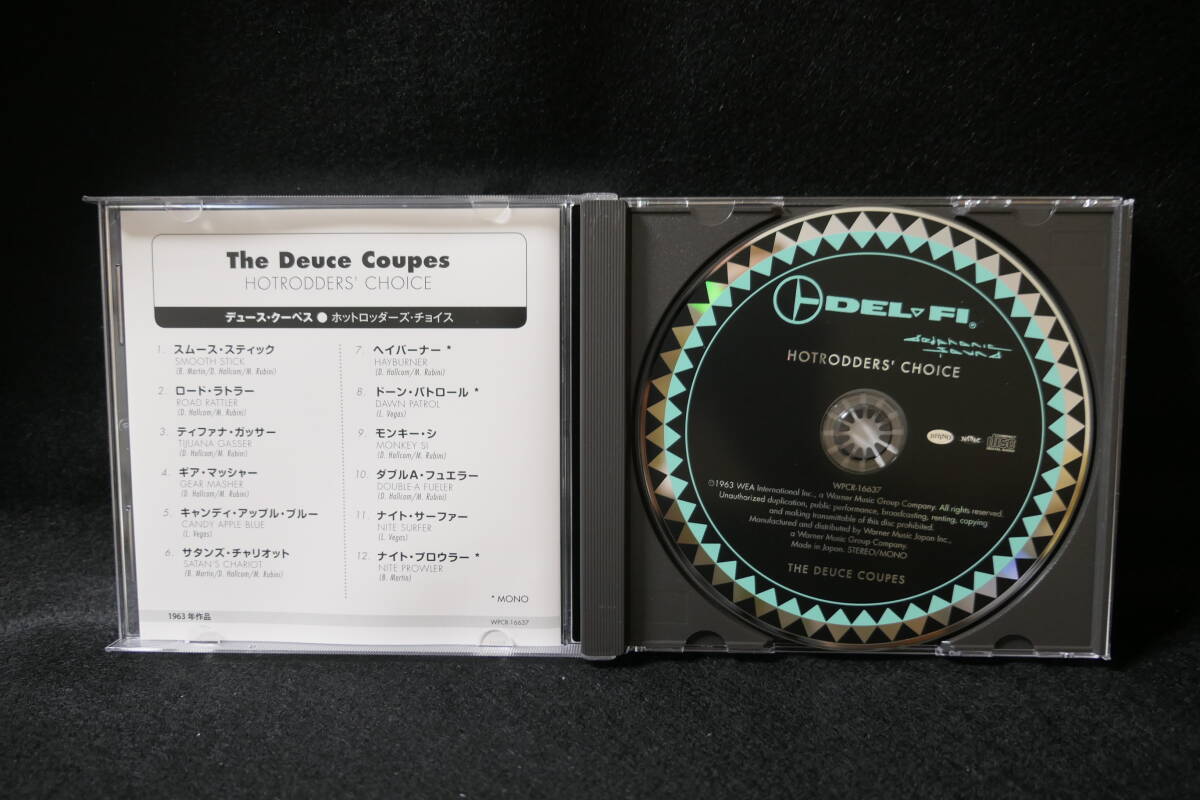 The Deuce Coupes
HOTRODDERS' CHOICE
デュース・クーペス ● ホットロッダーズ・チョイス
1. スムース・スティック
SMOOTH STICK
(B. Martin/D. Hallcom/M. Rubini)
2. ロード・ラトラー
ROAD RATTLER
(D. Hallcom/M. Rubini)
3. ティファナ・ガッサー
TIJUANA GASSER
(D. Hallcom/M. Rubini)
4. ギア・マッシャー
GEAR MASHER
(D. Hallcom/M. Rubini)
5. キャンディ・アップル・ブルー
CANDY APPLE BLUE
(L. Vegas)
6. サタンズ・チャリオット
SATAN'S CHARIOT
(B. Martin/D. Hallcom/M. Rubini)
7. ヘイバーナー *
HAYBURNER
(D. Hallcom/M. Rubini)
8. ドーン・パトロール *
DAWN PATROL
(L. Vegas)
9. モンキー・シ
MONKEY SI
(D. Hallcom/M. Rubini)
10. ダブルA・フュエラー
DOUBLE-A FUELER
(D. Hallcom/M. Rubini)
11. ナイト・サーファー
NITE SURFER
(L. Vegas)
12. ナイト・プロウラー *
NITE PROWLER
(B. Martin)
* MONO
1963 年作品
WPCR-16637
DEL-FI®
HOTRODDERS' CHOICE
RHINO
DISC
DIGITAL AUDIO
WPCR-16637
℗1963 WEA International Inc., a Warner Music Group Company. All rights reserved.
Unauthorized duplication, public performance, broadcasting, renting, copying
and making transmittable of this disc prohibited.
Manufactured and distributed by Warner Music Japan Inc.,
a Warner Music Group Company.
Made in Japan. STEREO/MONO
THE DEUCE COUPES